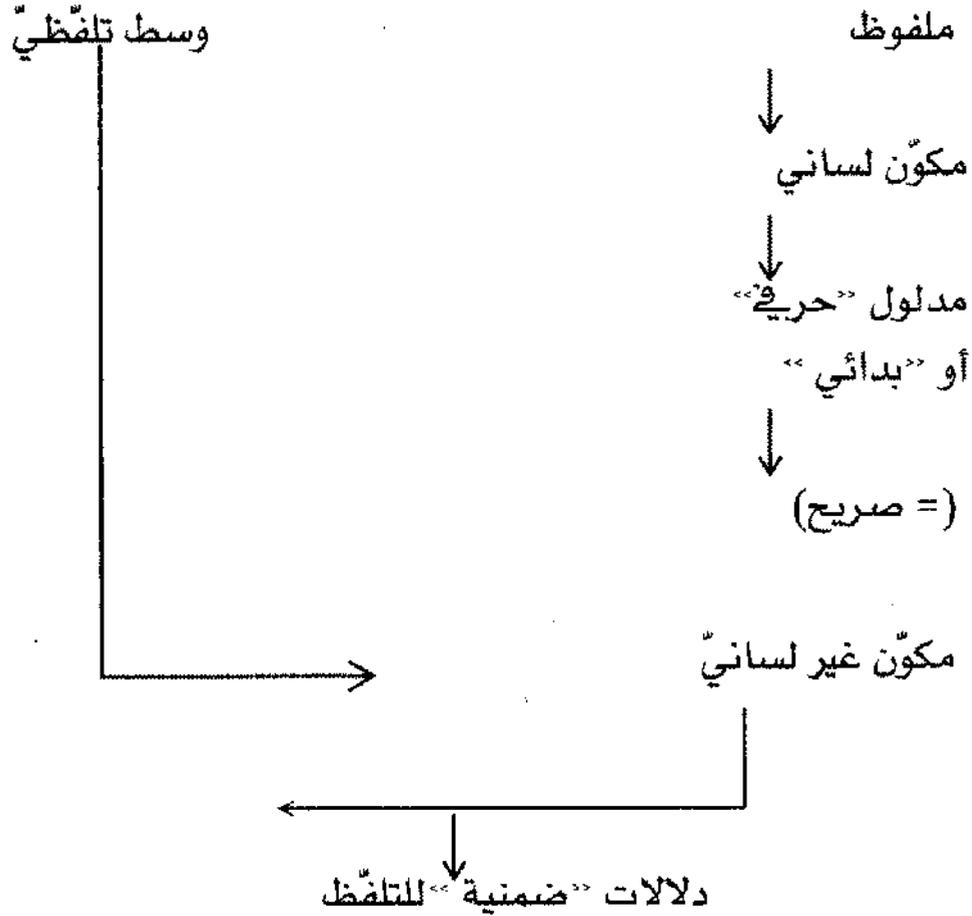 ملفوظ
وسط تلفّظيّ
مكوّن لساني
مدلول «حرفي»
أو «بدائي»
(= صريح)
مكوّن غير لسانيّ
دلالات «ضمنية» للتلفّظ